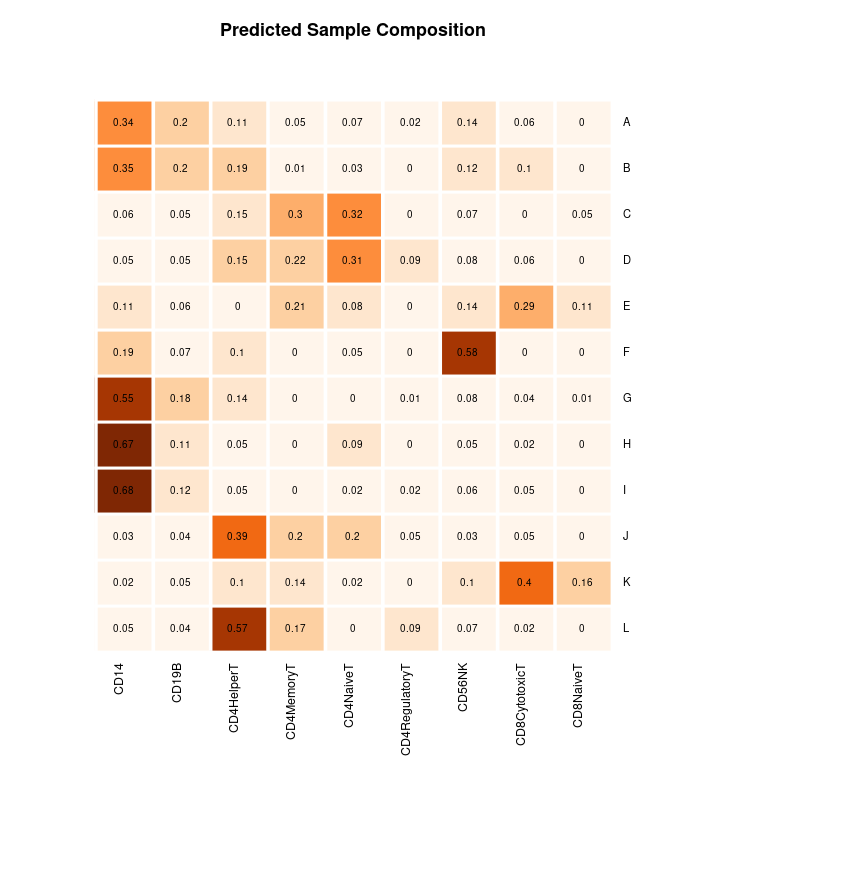 Predicted Sample Composition
0.34 0.2 0.11 0.05 0.07 0.02 0.14 0.06 0 A
0.35 0.2 0.19 0.01 0.03 0 0.12 0.1 0 B
0.06 0.05 0.15 0.3 0.32 0 0.07 0 0.05 C
0.05 0.05 0.15 0.22 0.31 0.09 0.08 0.06 0 D
0.11 0.06 0 0.21 0.08 0 0.14 0.29 0.11 E
0.19 0.07 0.1 0 0.05 0 0.58 0 0 F
0.55 0.18 0.14 0 0 0.01 0.08 0.04 0.01 G
0.67 0.11 0.05 0 0.09 0 0.05 0.02 0 H
0.68 0.12 0.05 0 0.02 0.02 0.06 0.05 0 I
0.03 0.04 0.39 0.2 0.2 0.05 0.03 0.05 0 J
0.02 0.05 0.1 0.14 0.02 0 0.1 0.4 0.16 K
0.05 0.04 0.57 0.17 0 0.09 0.07 0.02 0 L
CD14
CD19B
CD4HelperT
CD4MemoryT
CD4NaiveT
CD4RegulatoryT
CD56NK
CD8CytotoxicT
CD8NaiveT